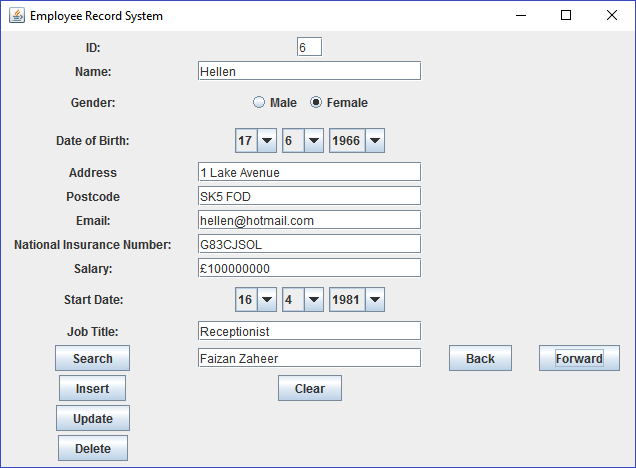 Employee Record System
ID: 6
Name: Hellen
Gender: Male Female
Date of Birth: 17 6 1966
Address 1 Lake Avenue
Postcode SK5 FOD
Email: hellen@hotmail.com
National Insurance Number: G83CJSOL
Salary: £100000000
Start Date: 16 4 1981
Job Title: Receptionist
Search Faizan Zaheer Back Forward
Insert Clear
Update
Delete